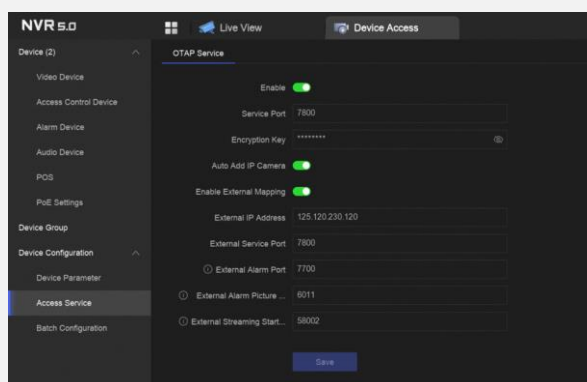 NVR 5.0
Live View
Device Access
Device (2)
Video Device
Access Control Device
Alarm Device
Audio Device
POS
PoE Settings
Device Group
Device Configuration
Device Parameter
Access Service
Batch Configuration
OTAP Service
Enable
Service Port 7800
Encryption Key ********
Auto Add IP Camera
Enable External Mapping
External IP Address 125.120.230.120
External Service Port 7800
External Alarm Port 7700
External Alarm Picture ... 6011
External Streaming Start... 58002
Save